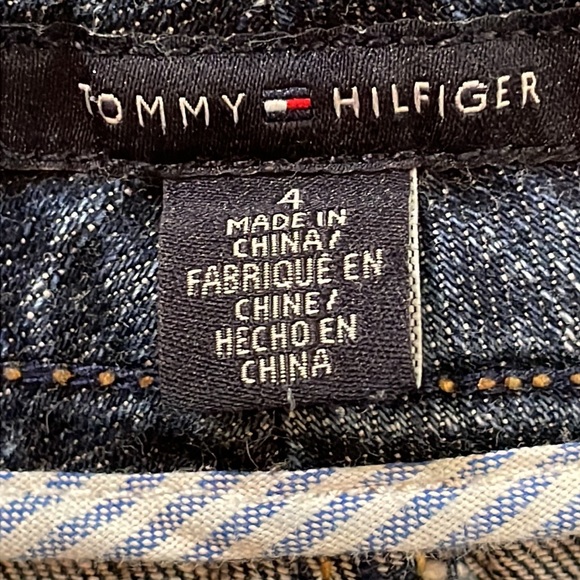 TOMMY HILFIGER
4
MADE IN
CHINA/
FABRIQUÉ EN
CHINE/
HECHO EN
CHINA